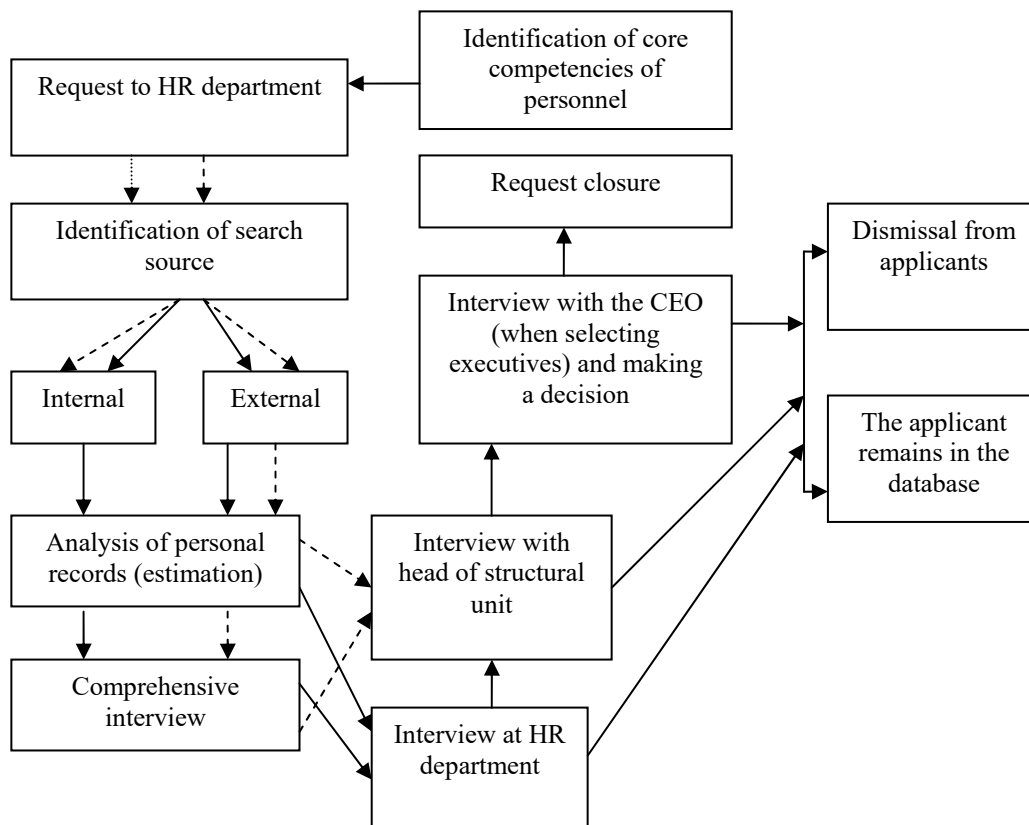 Identification of core
competencies of
personnel
Request to HR department
Request closure
Identification of search
source
Dismissal from
applicants
Interview with the CEO
(when selecting
executives) and making
a decision
Internal
External
The applicant
remains in the
database
Analysis of personal
records (estimation)
Interview with
head of structural
unit
Comprehensive
interview
Interview at HR
department